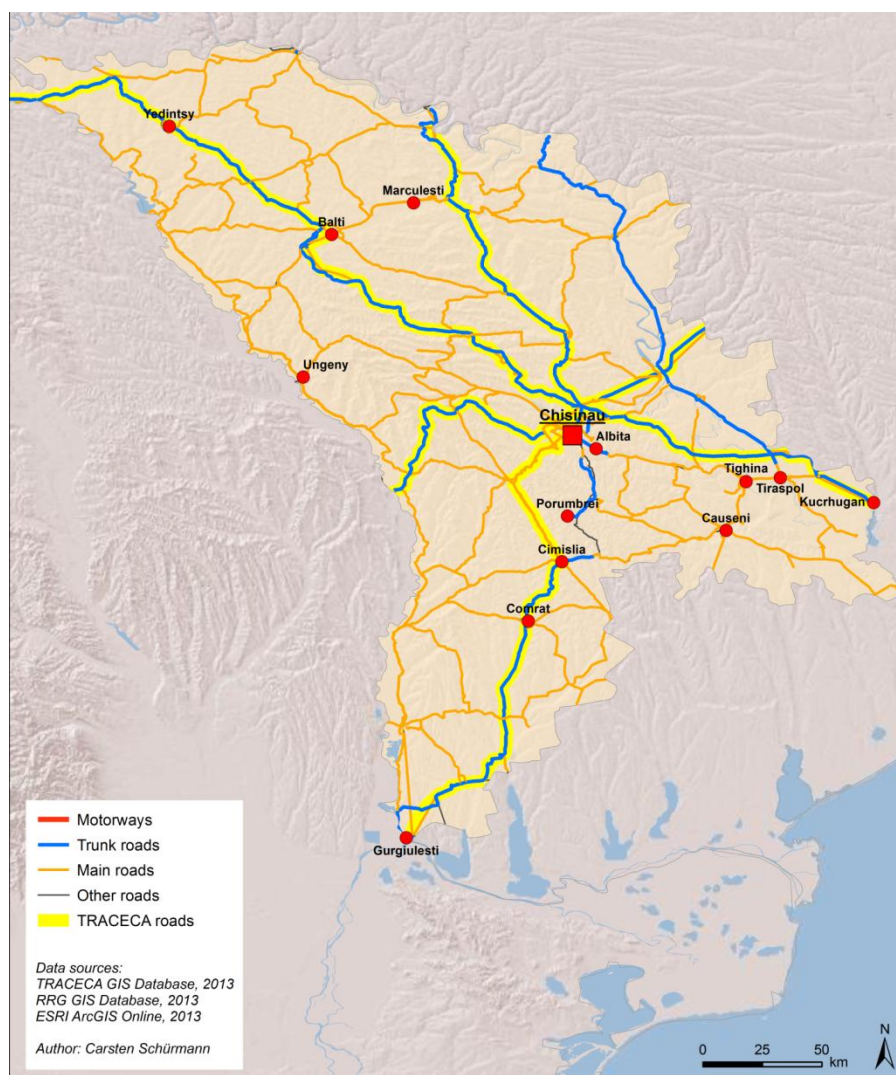 Yedintsy
Marculesti
Balti
Ungeny
Chisinau
Albita
Tighina
Tiraspol
Kucrhugan
Porumbrei
Causeni
Cimislia
Comrat
Gurgiulesti
Motorways
Trunk roads
Main roads
Other roads
TRACECA roads
Data sources:
TRACECA GIS Database, 2013
RRG GIS Database, 2013
ESRI ArcGIS Online, 2013
Author: Carsten Schürmann
N
0 25 50
km